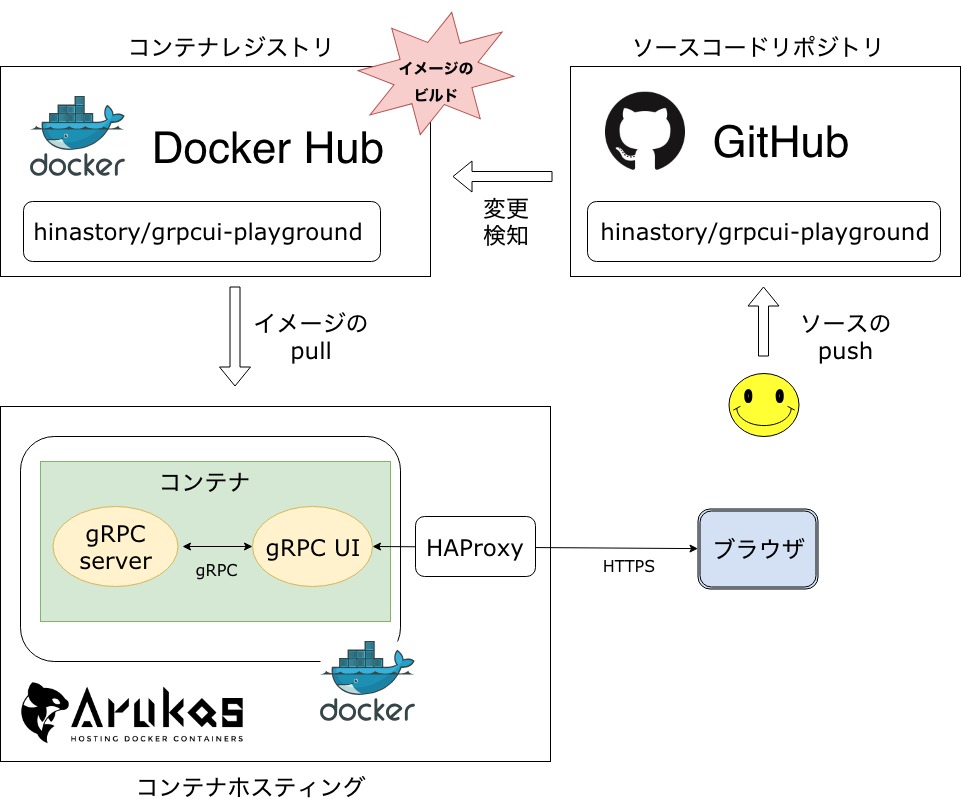 コンテナレジストリ
ソースコードリポジトリ
イメージの
ビルド
docker
Docker Hub
GitHub
hinastory/grpcui-playground
変更
検知
hinastory/grpcui-playground
イメージの
pull
ソースの
push
コンテナ
gRPC
server
gRPC
gRPC UI
HAProxy
HTTPS
ブラウザ
docker
Arukas
HOSTING DOCKER CONTAINERS
コンテナホスティング